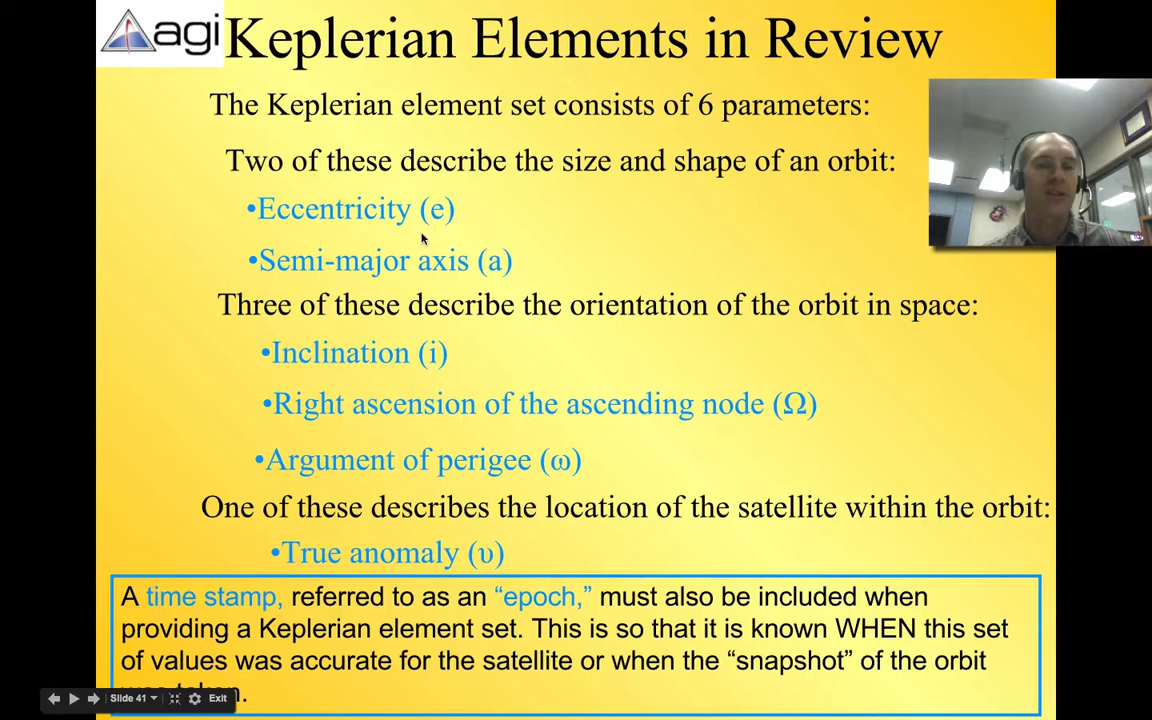 agi
Keplerian Elements in Review
The Keplerian element set consists of 6 parameters:
Two of these describe the size and shape of an orbit:
•Eccentricity (e)
•Semi-major axis (a)
Three of these describe the orientation of the orbit in space:
•Inclination (i)
•Right ascension of the ascending node (Ω)
•Argument of perigee (ω)
One of these describes the location of the satellite within the orbit:
•True anomaly (υ)
A time stamp, referred to as an “epoch,” must also be included when
providing a Keplerian element set. This is so that it is known WHEN this set
of values was accurate for the satellite or when the “snapshot” of the orbit
Slide 41 Exit